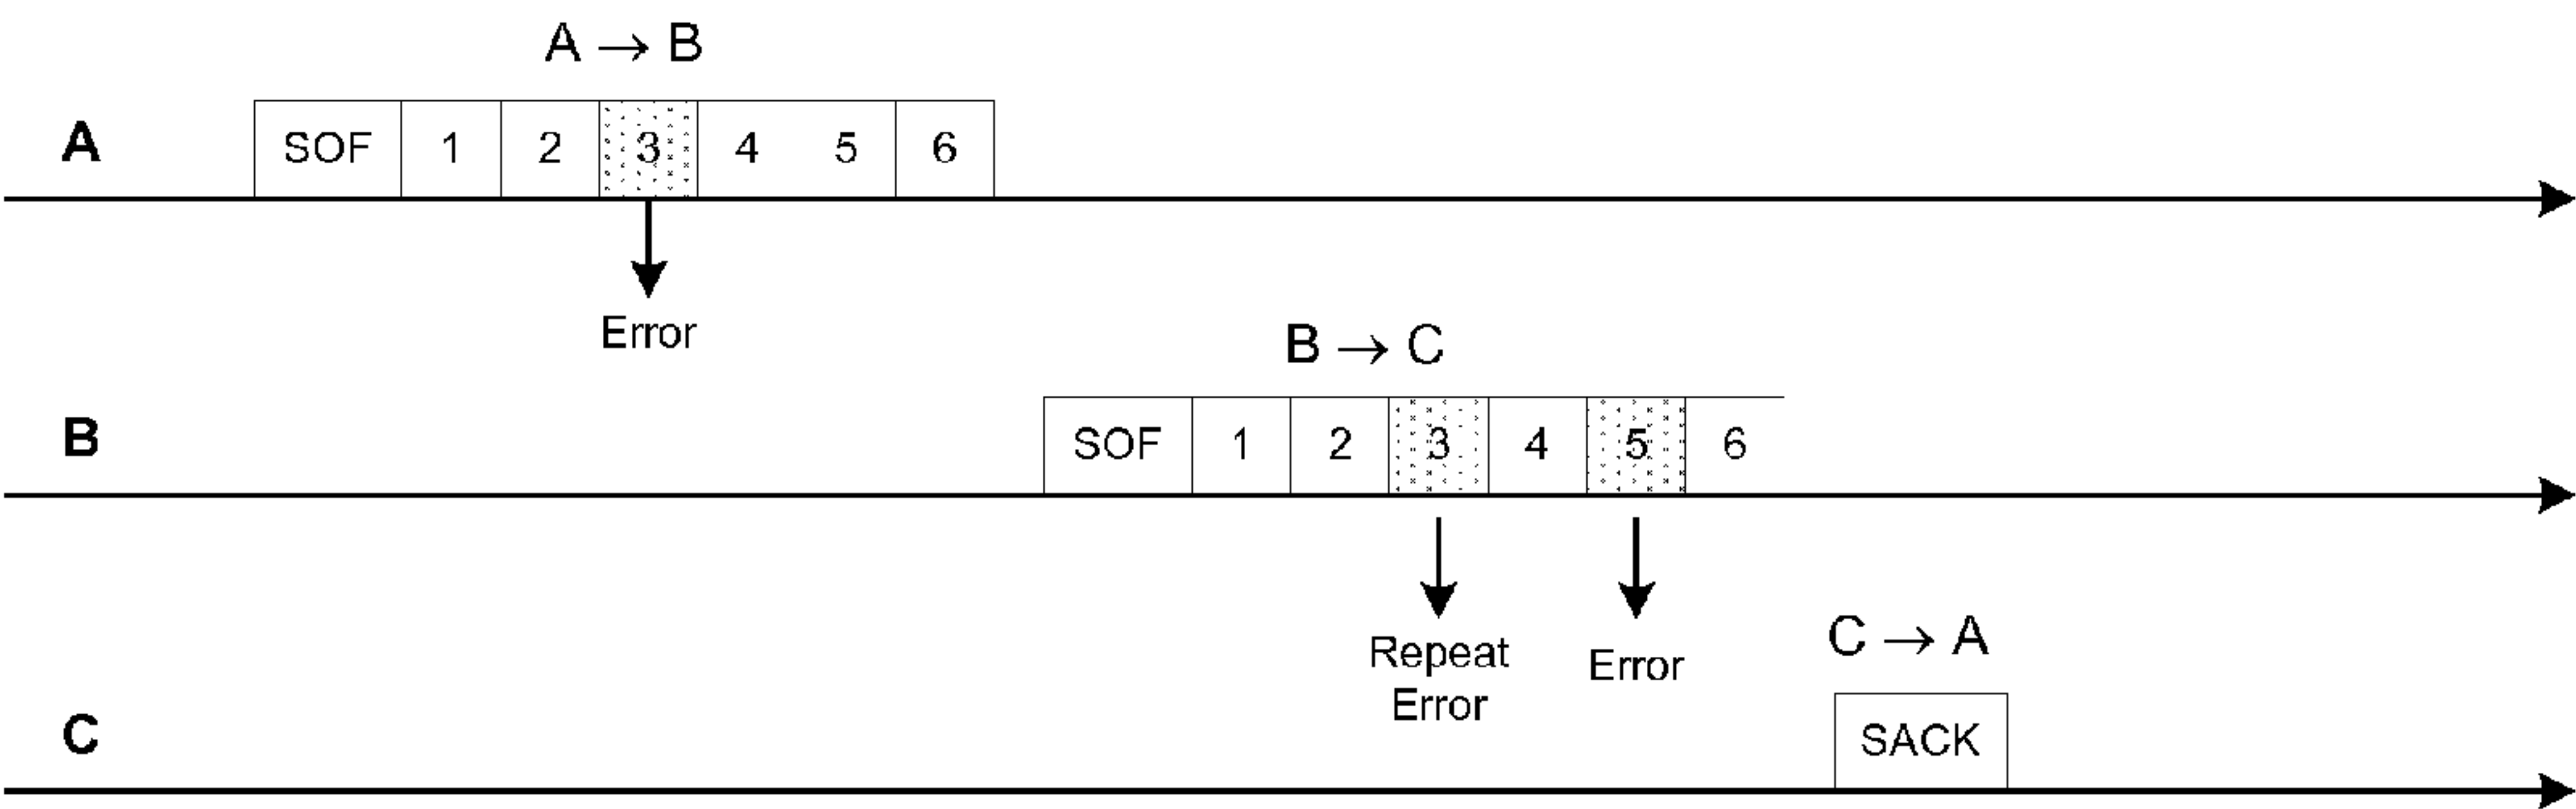 A → B
A
SOF 1 2 3 4 5 6
Error
B → C
B
SOF 1 2 3 4 5 6
Repeat
Error
Error
C → A
C
SACK